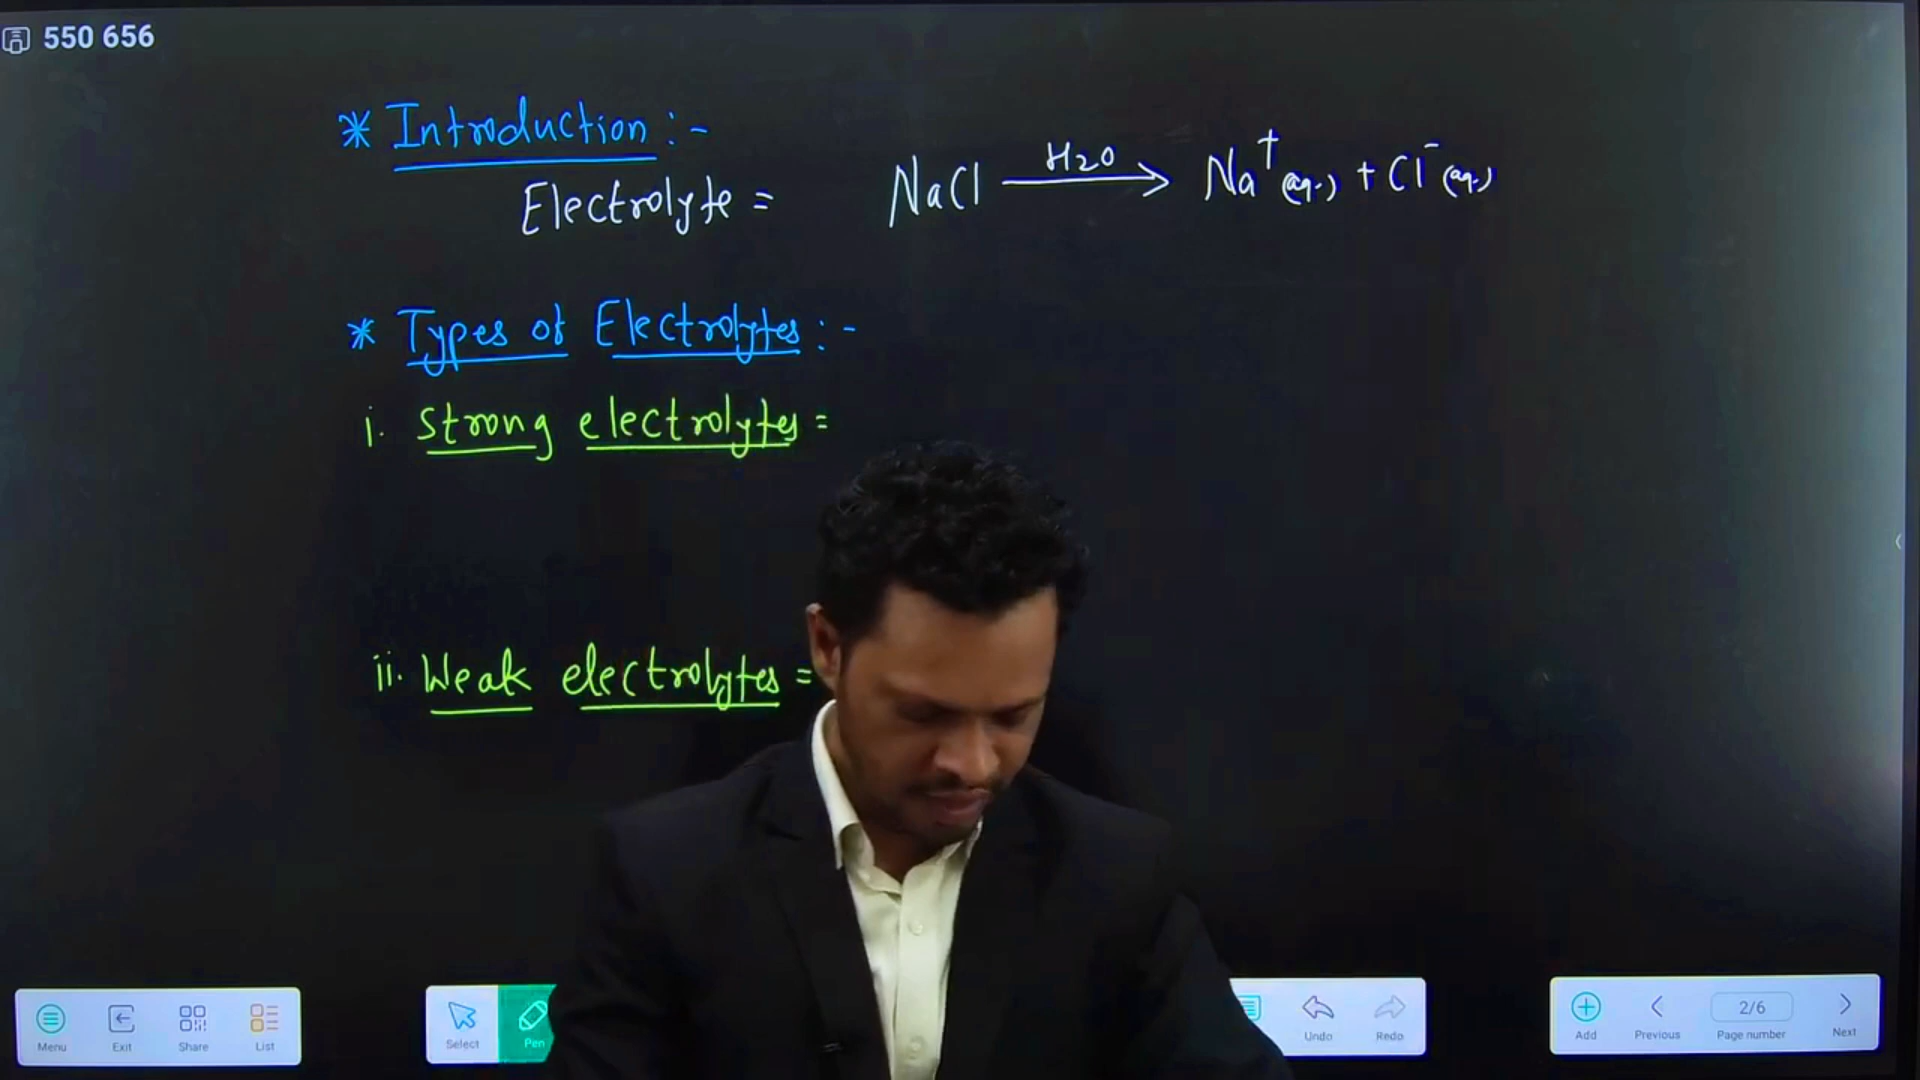 550 656
* Introduction :-
Electrolyte = NaCl H2O → Na+(aq.) + Cl-(aq.)
* Types of Electrolytes :-
i. Strong electrolytes =
ii. Weak electrolytes =
Menu Exit Share List Select Pen Undo Redo Add Previous 2/6 Page number Next